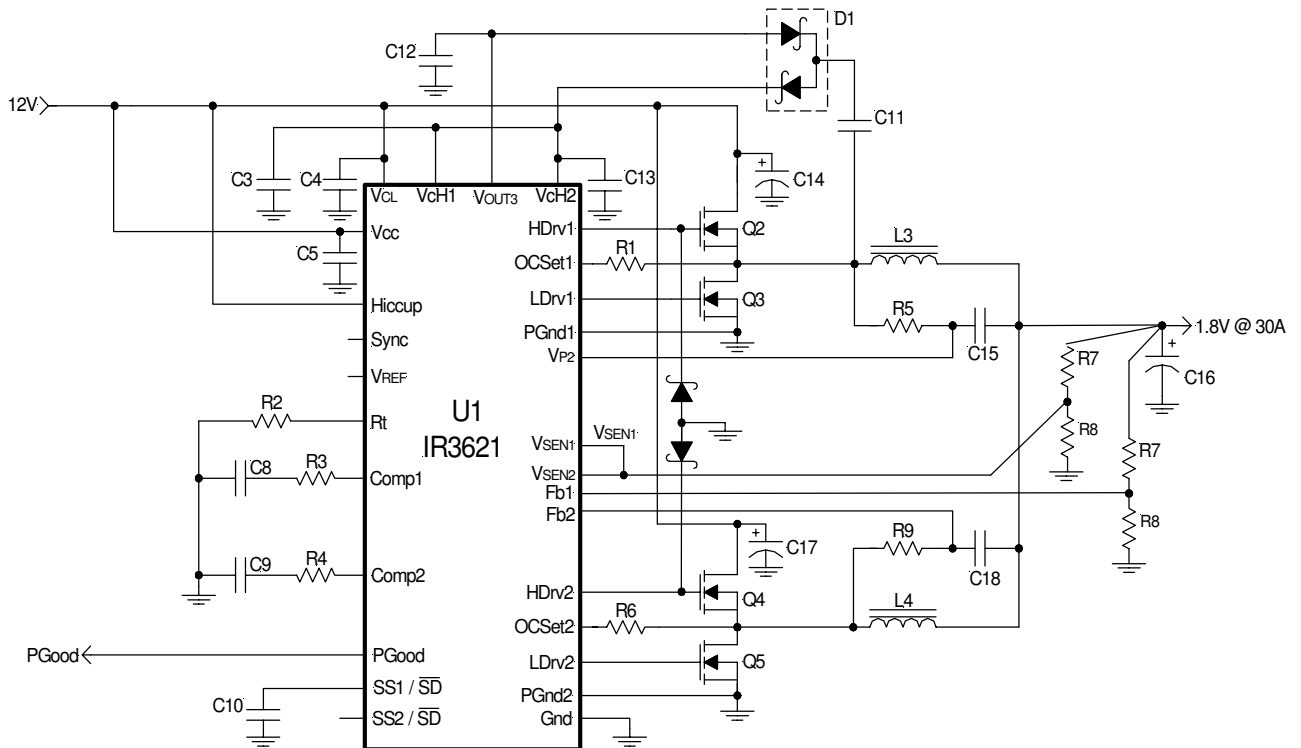 D1
C12
12V
C11
C3
C4
C13
C14
VCL
VCH1
VOUT3
VCH2
HDrv1
Q2
Vcc
C5
R1
L3
OCSet1
Hiccup
LDrv1
Q3
R5
Sync
PGnd1
C15
1.8V @ 30A
VP2
R7
C16
VREF
R2
Rt
U1
IR3621
R8
VSEN1
VSEN1
C8
R3
Comp1
VSEN2
R7
Fb1
Fb2
R8
C17
R9
C18
C9
R4
Comp2
HDrv2
Q4
L4
R6
OCSet2
PGood
PGood
LDrv2
Q5
SS1 / SD
PGnd2
C10
SS2 / SD
Gnd